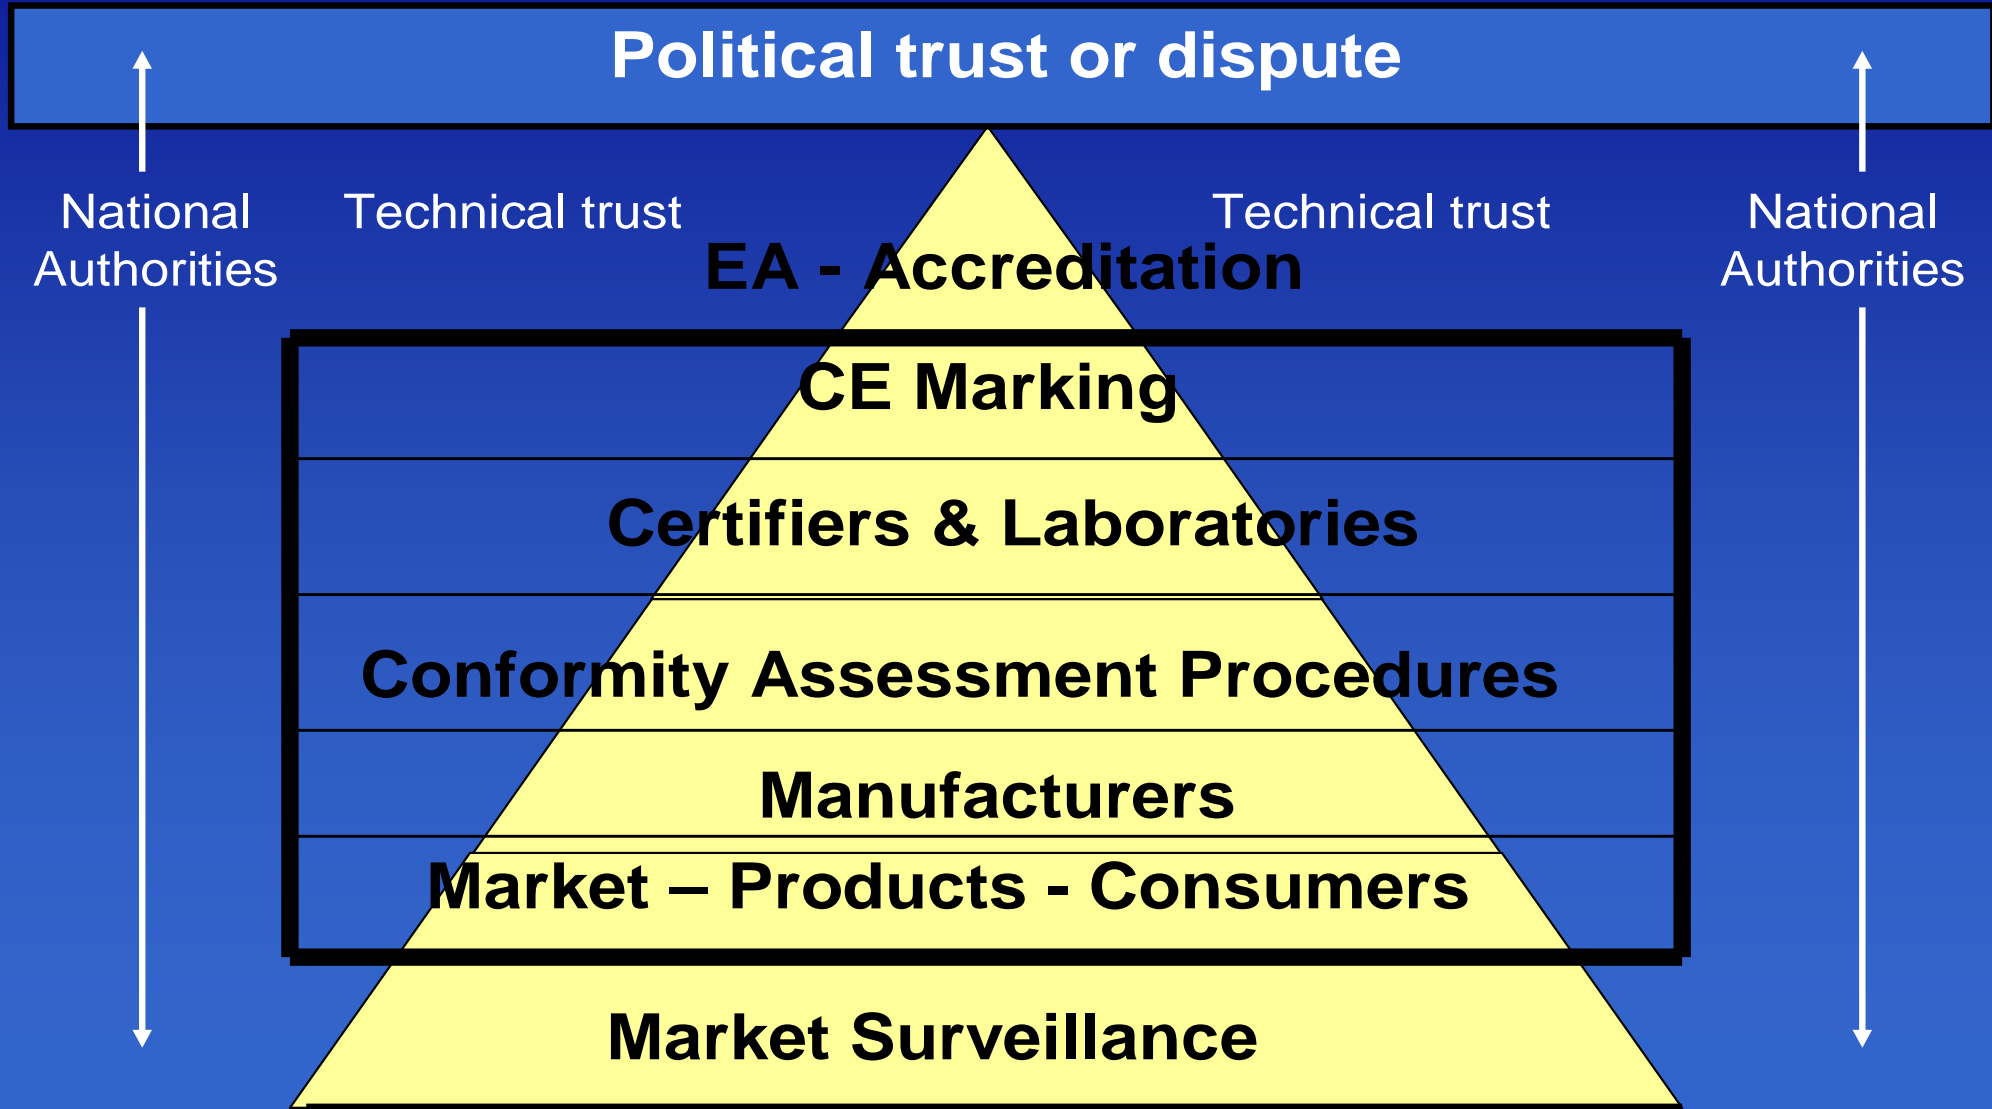 Political trust or dispute
National
Authorities
Technical trust
Technical trust
National
Authorities
EA - Accreditation
CE Marking
Certifiers & Laboratories
Conformity Assessment Procedures
Manufacturers
Market – Products - Consumers
Market Surveillance